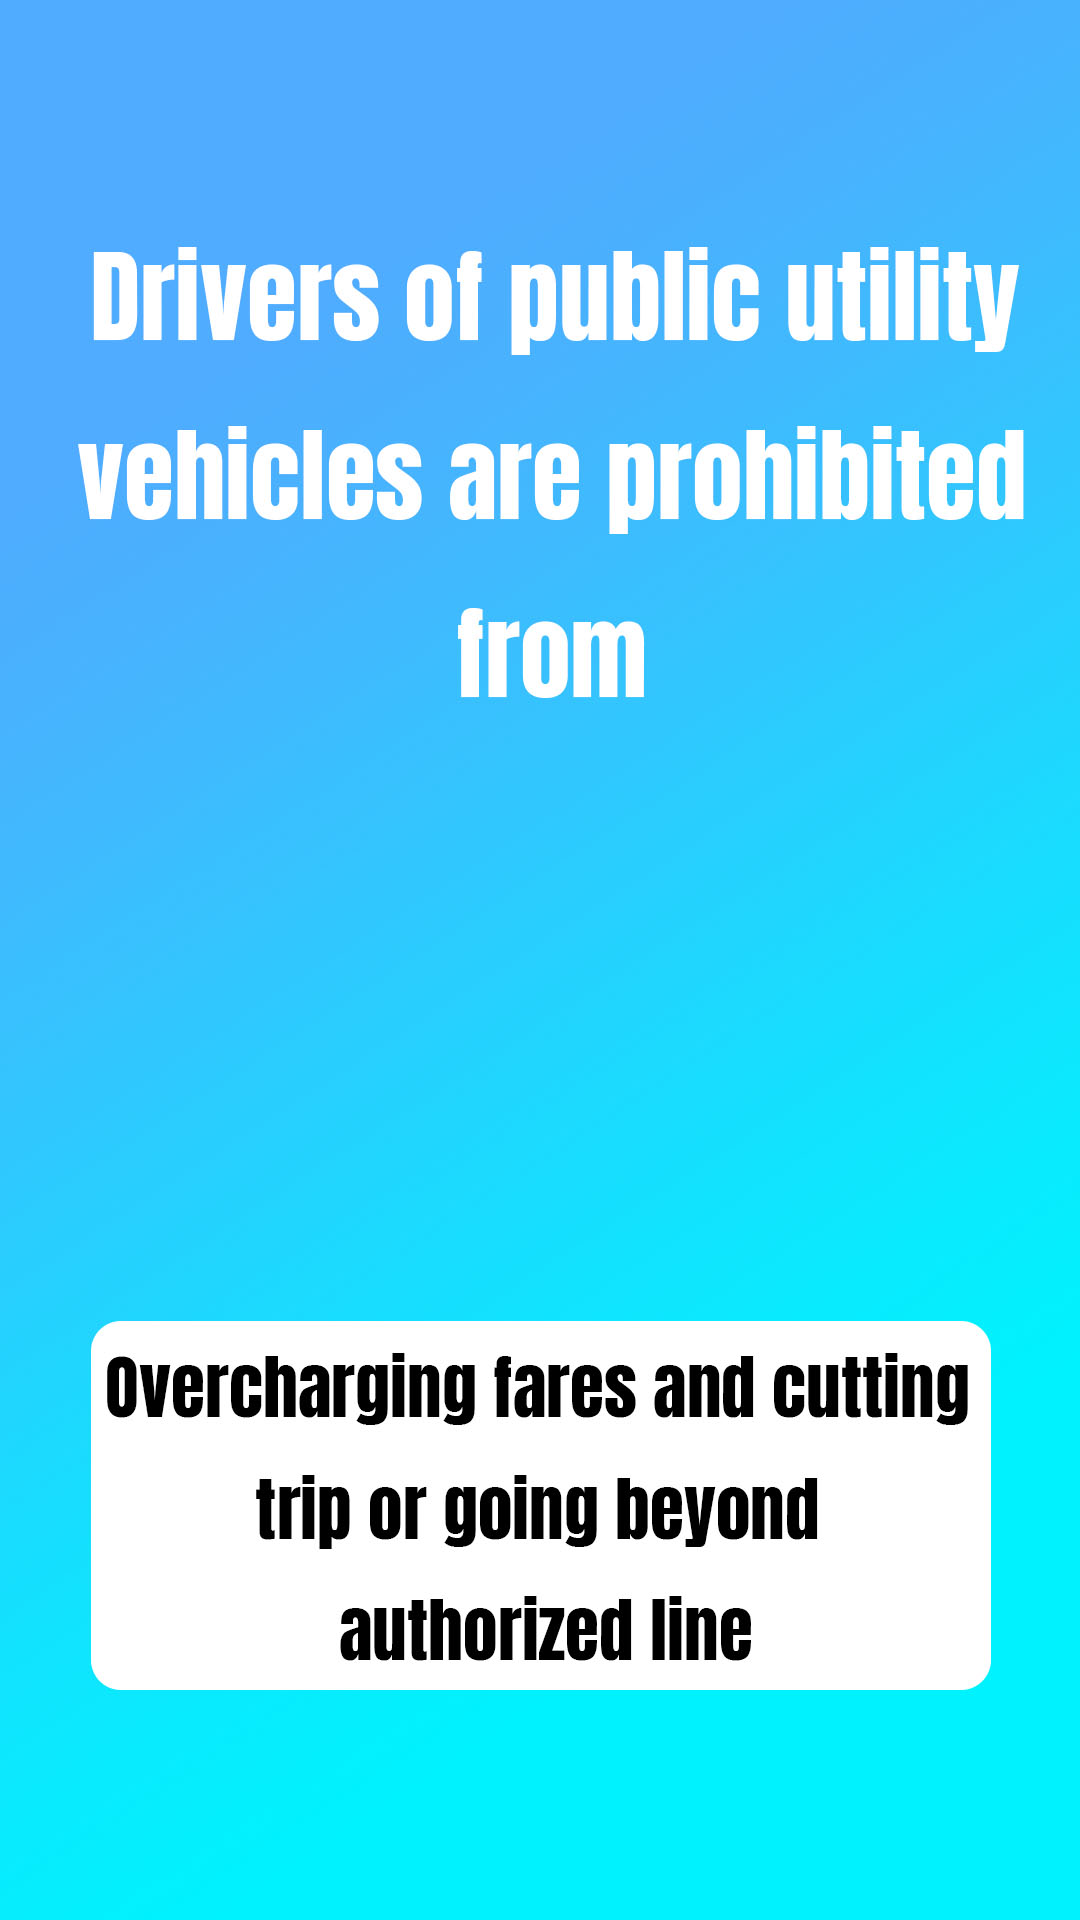 Drivers of public utility
vehicles are prohibited
from
Overcharging fares and cutting
trip or going beyond
authorized line